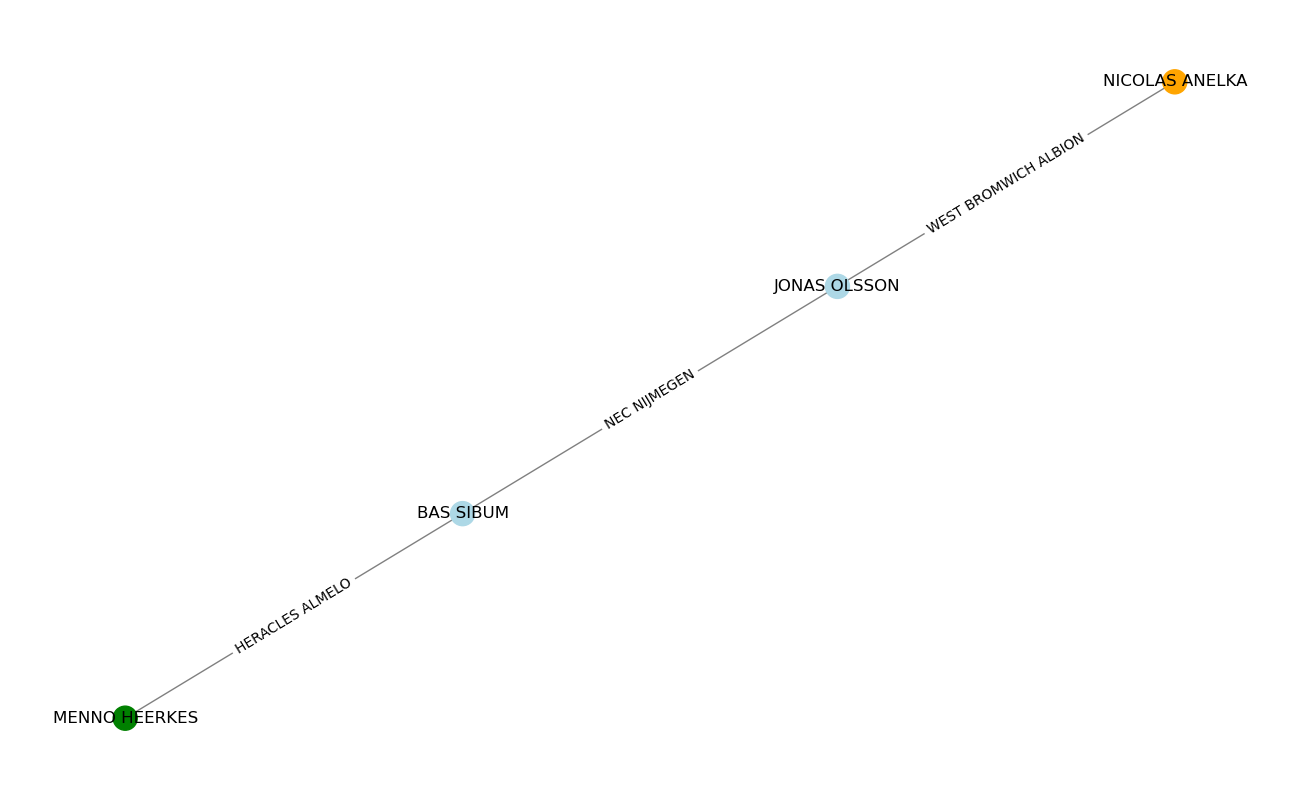 NICOLAS ANELKA
WEST BROMWICH ALBION
JONAS OLSSON
NEC NIJMEGEN
BAS SIBUM
HERACLES ALMELO
MENNO HEERKES